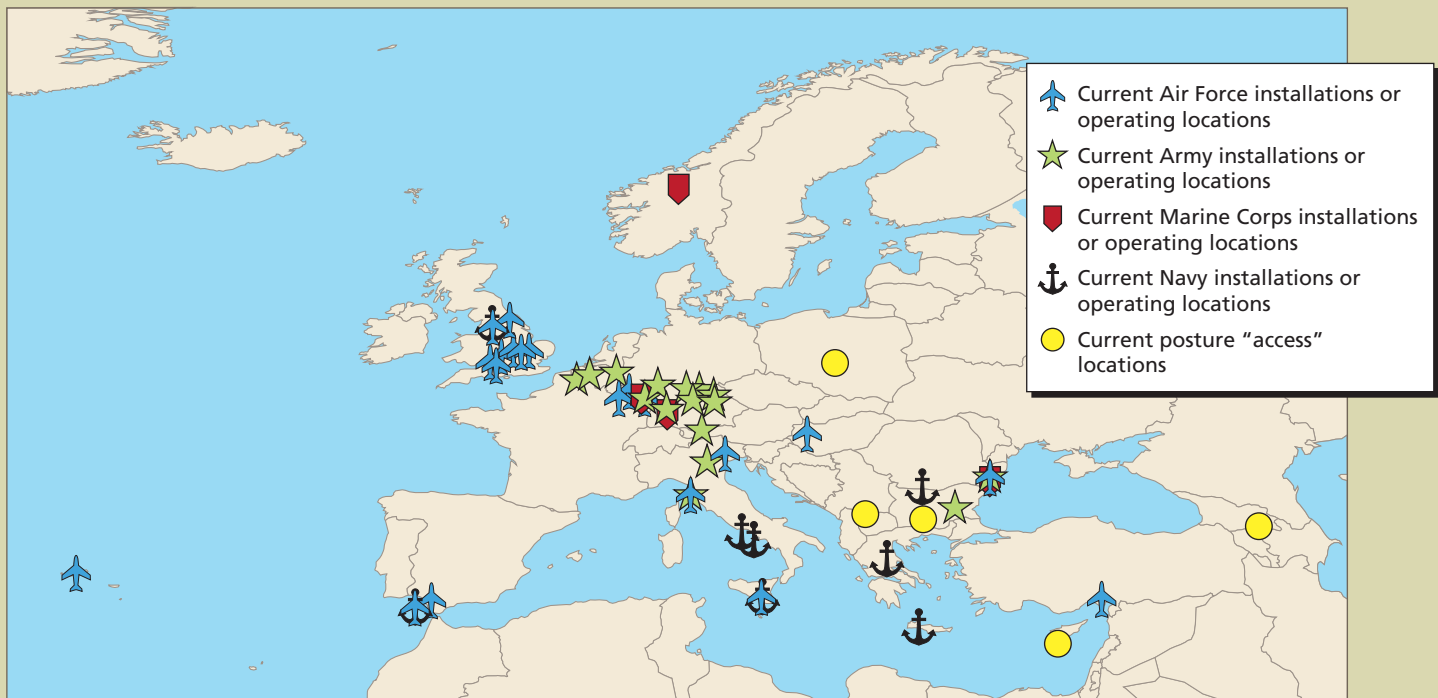 Current Air Force installations or
operating locations
Current Army installations or
operating locations
Current Marine Corps installations
or operating locations
Current Navy installations or
operating locations
Current posture “access”
locations